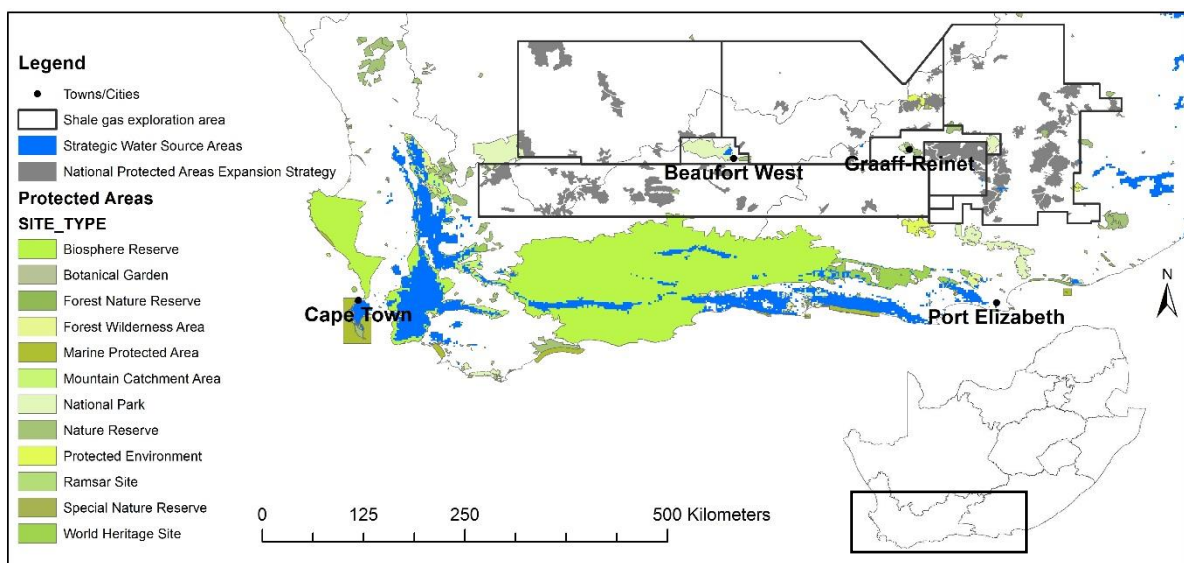 Legend
Towns/Cities
Shale gas exploration area
Strategic Water Source Areas
National Protected Areas Expansion Strategy
Protected Areas
SITE_TYPE
Biosphere Reserve
Botanical Garden
Forest Nature Reserve
Forest Wilderness Area
Marine Protected Area
Mountain Catchment Area
National Park
Nature Reserve
Protected Environment
Ramsar Site
Special Nature Reserve
World Heritage Site
Beaufort West
Graaff-Reinet
Cape Town
Port Elizabeth
N
0 125 250 500 Kilometers